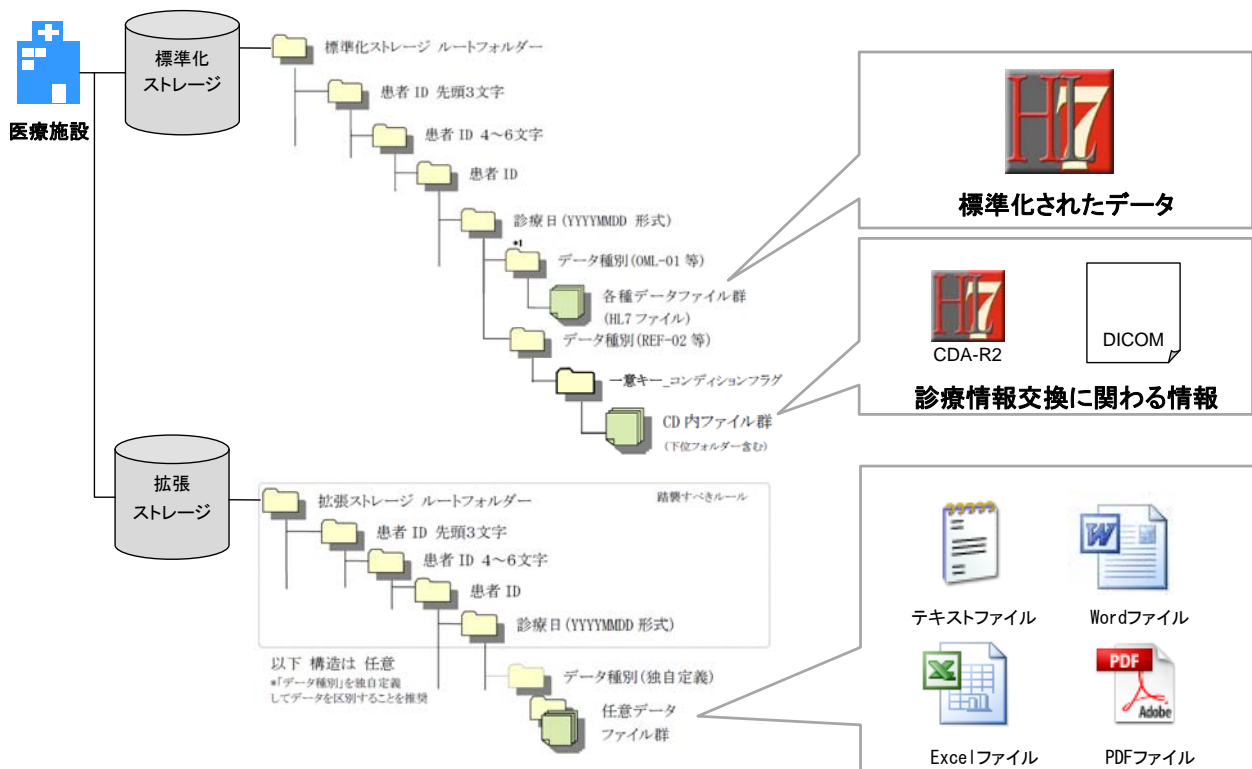 医療施設
標準化
ストレージ
標準化ストレージ ルートフォルダー
患者 ID 先頭3文字
患者 ID 4～6文字
患者 ID
診療日(YYYYMMDD 形式)
*1
データ種別(OML-01 等)
各種データファイル群
(HL7 ファイル)
データ種別(REF-02 等)
一意キー_コンディションフラグ
CD 内ファイル群
(下位フォルダー含む)
HL7
標準化されたデータ
HL7
CDA-R2
DICOM
診療情報交換に関わる情報
拡張
ストレージ
拡張ストレージ ルートフォルダー
踏襲すべきルール
患者 ID 先頭3文字
患者 ID 4～6文字
患者 ID
診療日(YYYYMMDD 形式)
以下 構造は 任意
*「データ種別」を独自定義
してデータを区別することを推奨
データ種別(独自定義)
任意データ
ファイル群
テキストファイル
W
Wordファイル
X
Excelファイル
PDF
Adobe
PDFファイル